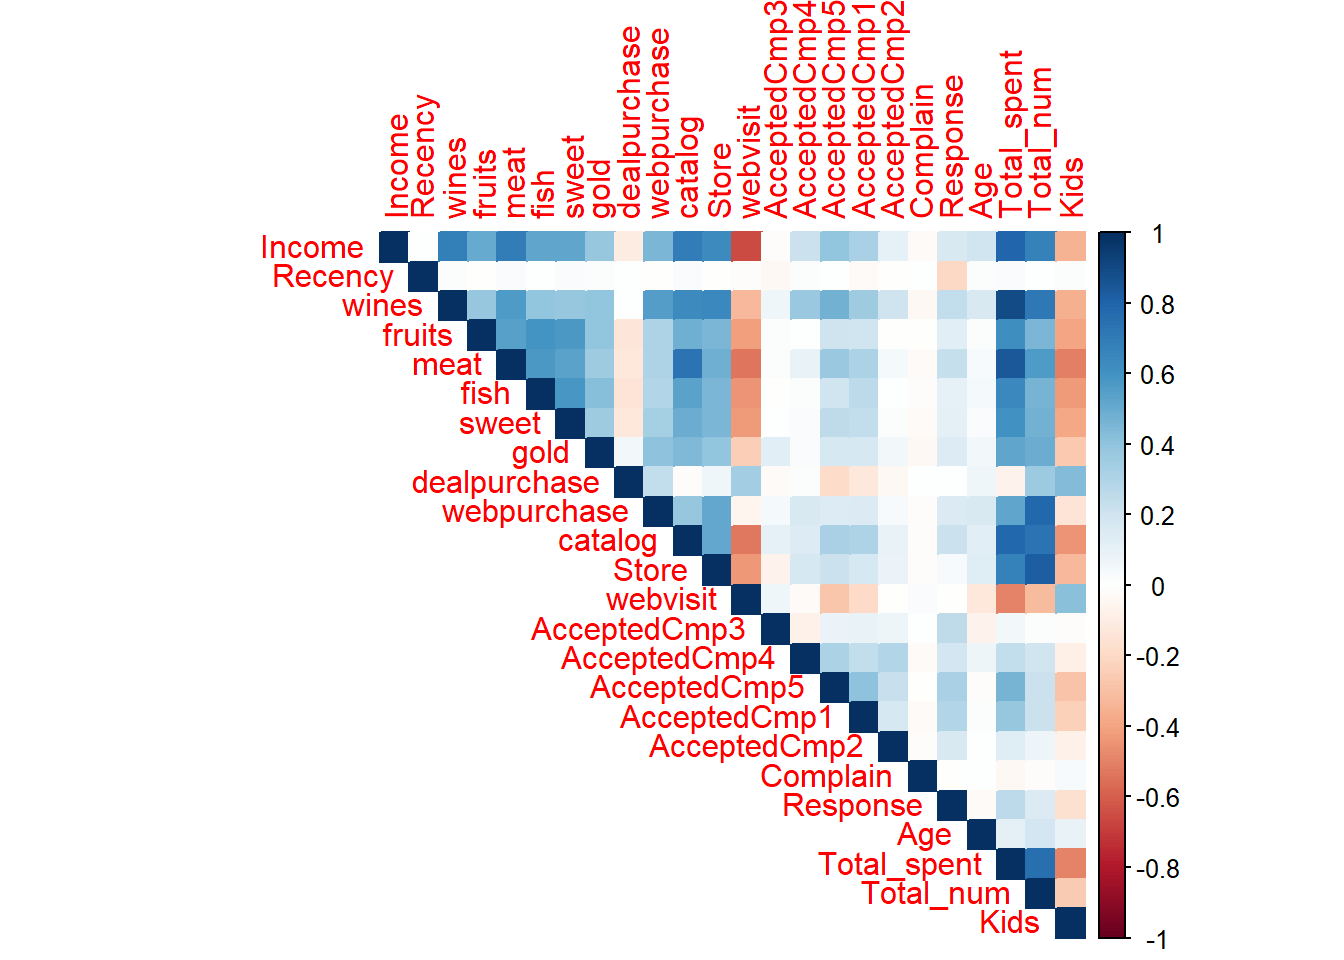 Income
Recency
wines
fruits
meat
fish
sweet
gold
dealpurchase
webpurchase
catalog
Store
webvisit
AcceptedCmp3
AcceptedCmp4
AcceptedCmp5
AcceptedCmp1
AcceptedCmp2
Complain
Response
Age
Total_spent
Total_num
Kids
Income
Recency
wines
fruits
meat
fish
sweet
gold
dealpurchase
webpurchase
catalog
Store
webvisit
AcceptedCmp3
AcceptedCmp4
AcceptedCmp5
AcceptedCmp1
AcceptedCmp2
Complain
Response
Age
Total_spent
Total_num
Kids
1
0.8
0.6
0.4
0.2
0
-0.2
-0.4
-0.6
-0.8
-1